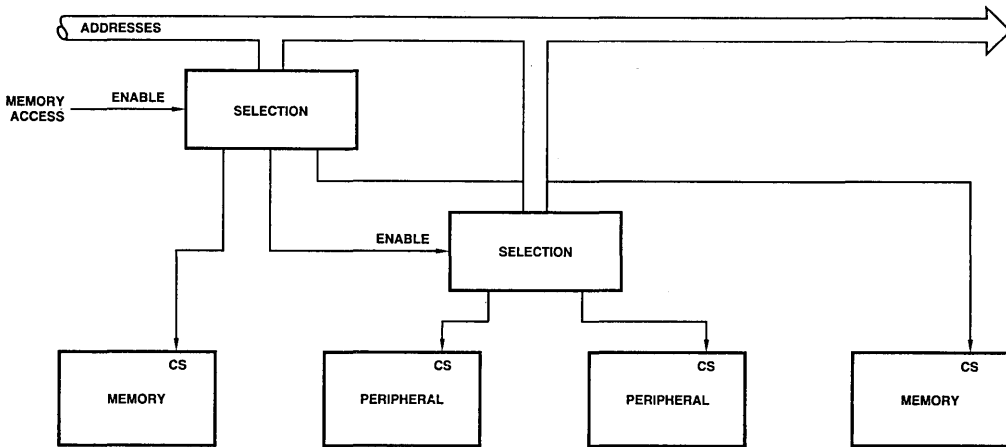 ADDRESSES
MEMORY
ACCESS
ENABLE
SELECTION
ENABLE
SELECTION
CS
MEMORY
CS
PERIPHERAL
CS
PERIPHERAL
CS
MEMORY